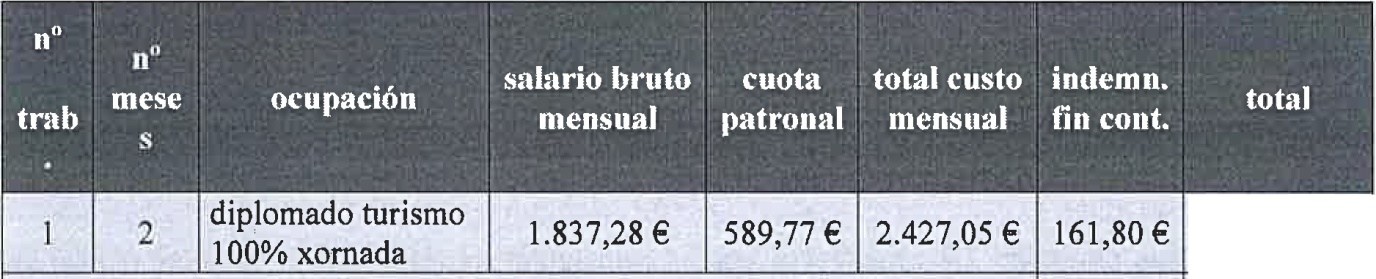 nº trab.
nº meses
ocupación
salario bruto mensual
cuota patronal
total custo mensual
indemn. fin cont.
total
1
2
diplomado turismo
100% xornada
1.837,28 €
589,77 €
2.427,05 €
161,80 €